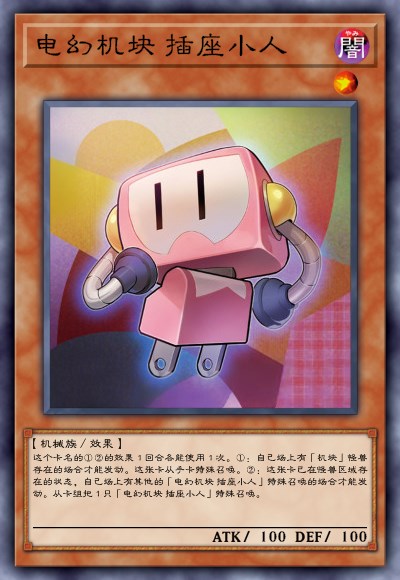 电幻机块 插座小人
やみ
闇
【机械族/效果】
这个卡名的①②的效果1回合各能使用1次。①:自己场上有「机块」怪兽
存在的场合才能发动。这张卡从手卡特殊召唤。②:这张卡已在怪兽区域存
在的状态,自己场上有其他的「电幻机块 插座小人」特殊召唤的场合才能发
动。从卡组把1只「电幻机块 插座小人」特殊召唤。
ATK/ 100 DEF/ 100